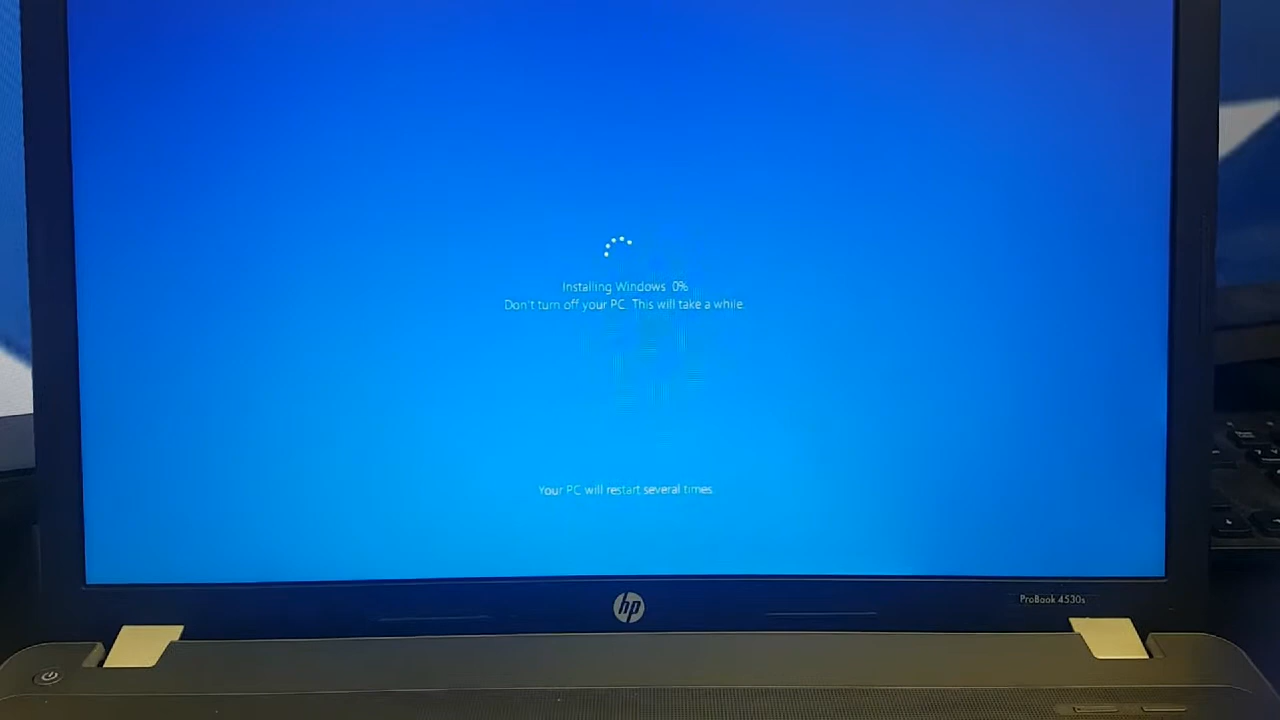 Installing Windows 0%
Don't turn off your PC. This will take a while.
Your PC will restart several times.
hp
ProBook 4530s